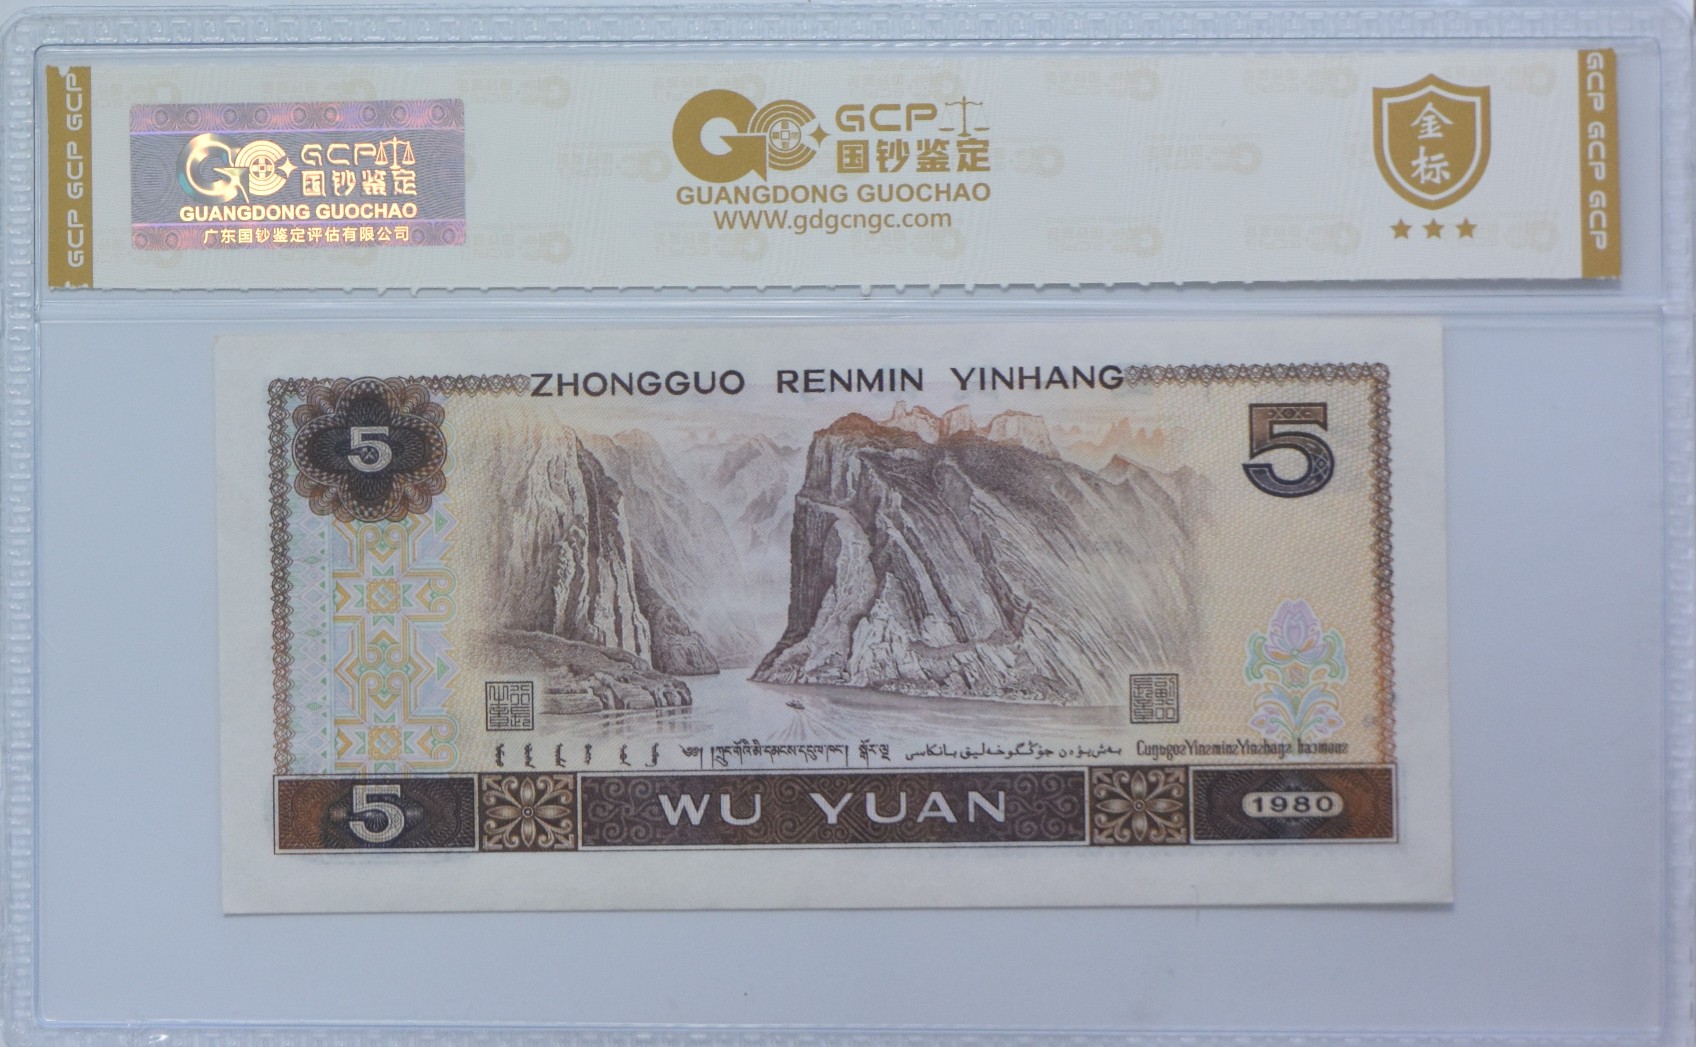 GCP GCP GCP
GCP
国钞鉴定
GUANGDONG GUOCHAO
广东国钞鉴定评估有限公司
GCP
国钞鉴定
GUANGDONG GUOCHAO
WWW.gdgcngc.com
金
标
GCP GCP GCP
ZHONGGUO RENMIN YINHANG
5
5
5
WU YUAN
1980